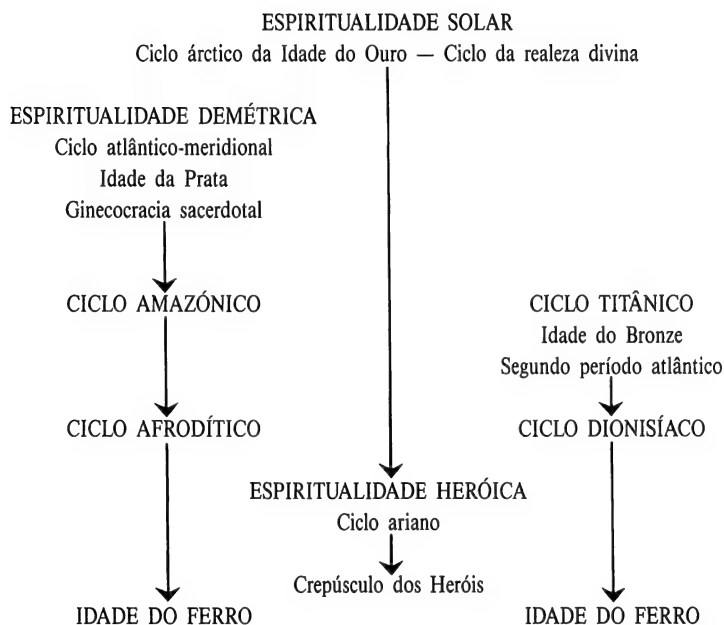 ESPIRITUALIDADE SOLAR
Ciclo árctico da Idade do Ouro — Ciclo da realeza divina
ESPIRITUALIDADE DEMÉTRICA
Ciclo atlântico-meridional
Idade da Prata
Ginecocracia sacerdotal
CICLO AMAZÓNICO
CICLO TITÂNICO
Idade do Bronze
Segundo período atlântico
CICLO AFRODÍTICO
CICLO DIONISÍACO
ESPIRITUALIDADE HERÓICA
Ciclo ariano
Crepúsculo dos Heróis
IDADE DO FERRO
IDADE DO FERRO